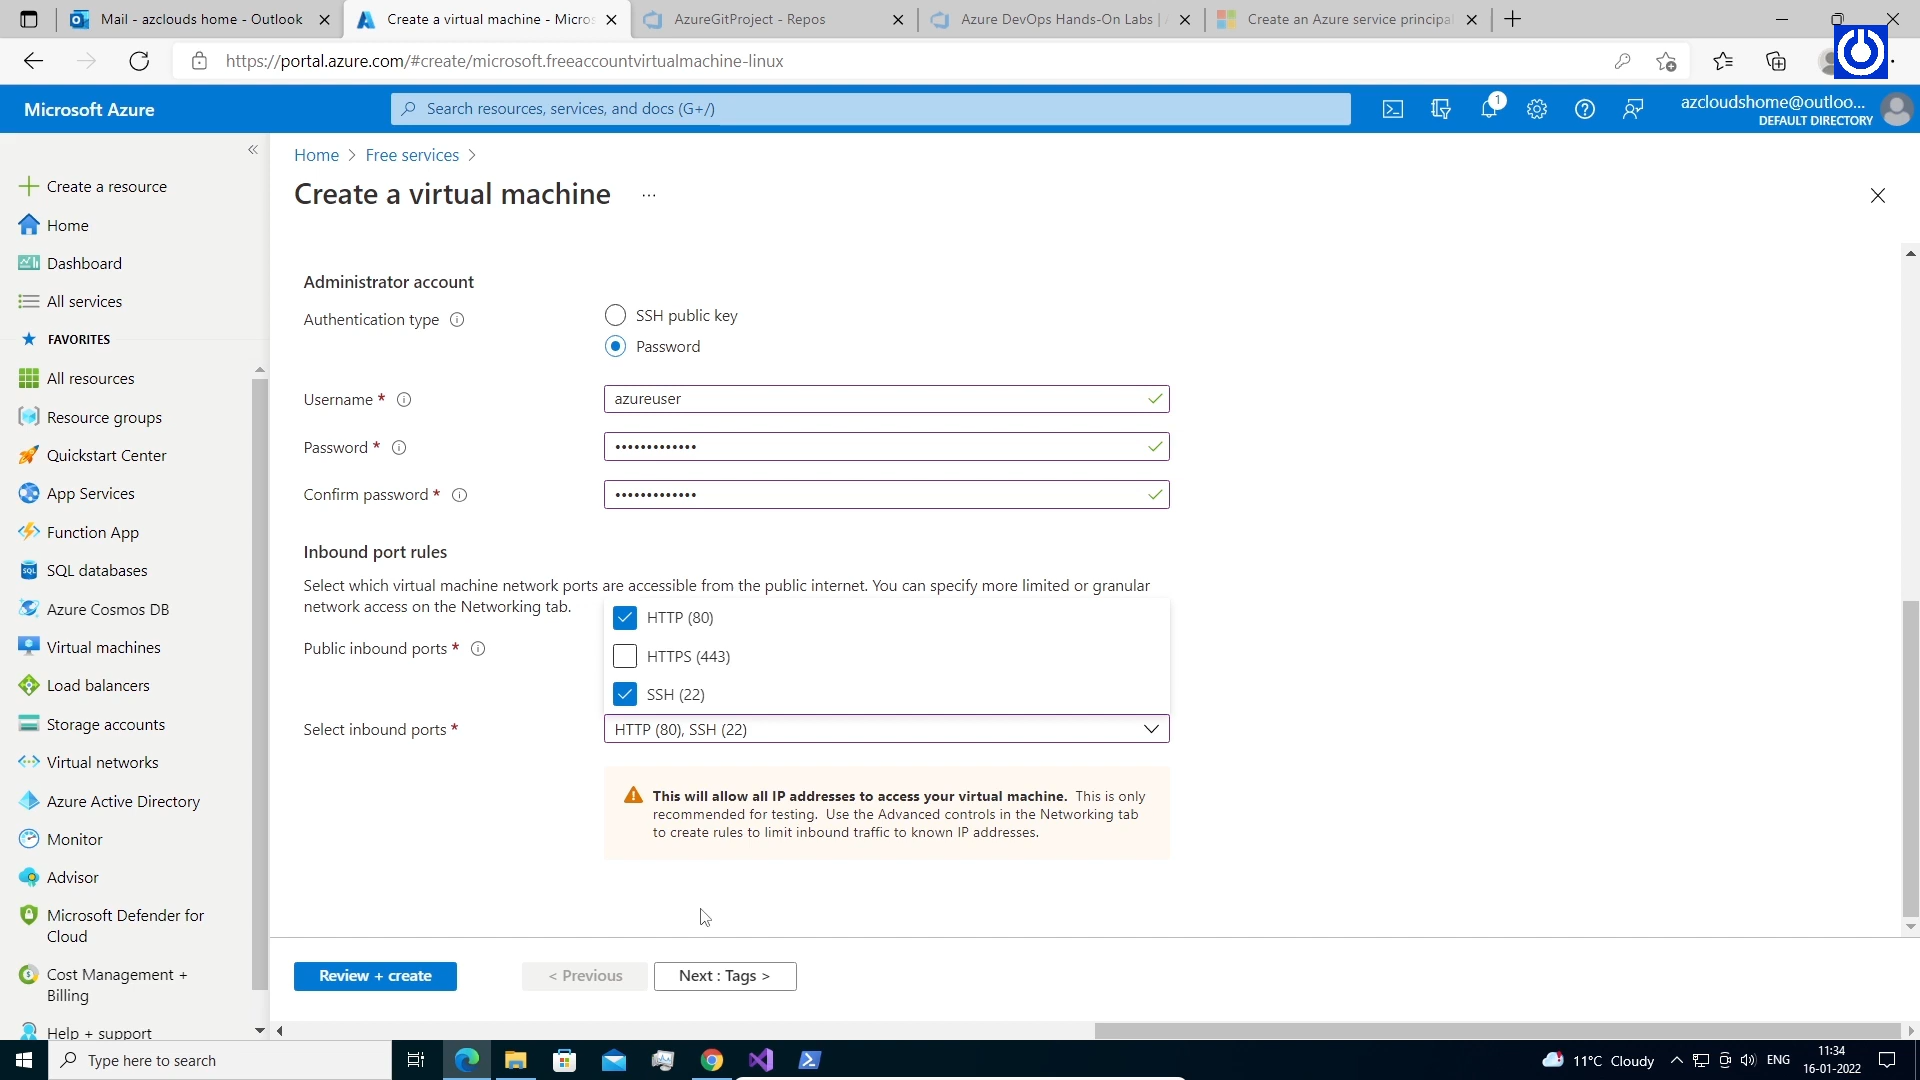 Mail - azclouds home - Outlook
Create a virtual machine - Micros
AzureGitProject - Repos
Azure DevOps Hands-On Labs |
Create an Azure service principal
https://portal.azure.com/#create/microsoft.freeaccountvirtualmachine-linux
Microsoft Azure
Search resources, services, and docs (G+/)
1
azcloudshome@outloo...
DEFAULT DIRECTORY
Create a resource
Home
Dashboard
All services
FAVORITES
All resources
Resource groups
Quickstart Center
App Services
Function App
SQL databases
Azure Cosmos DB
Virtual machines
Load balancers
Storage accounts
Virtual networks
Azure Active Directory
Monitor
Advisor
Microsoft Defender for
Cloud
Cost Management +
Billing
Help + support
Home > Free services >
Create a virtual machine ...
Administrator account
Authentication type
SSH public key
Password
Username *
azureuser
Password *
•••••••••••••
Confirm password *
•••••••••••••
Inbound port rules
Select which virtual machine network ports are accessible from the public internet. You can specify more limited or granular
network access on the Networking tab.
HTTP (80)
Public inbound ports *
HTTPS (443)
SSH (22)
Select inbound ports *
HTTP (80), SSH (22)
This will allow all IP addresses to access your virtual machine. This is only
recommended for testing. Use the Advanced controls in the Networking tab
to create rules to limit inbound traffic to known IP addresses.
Review + create
< Previous
Next : Tags >
Type here to search
11°C Cloudy
ENG
11:34
16-01-2022